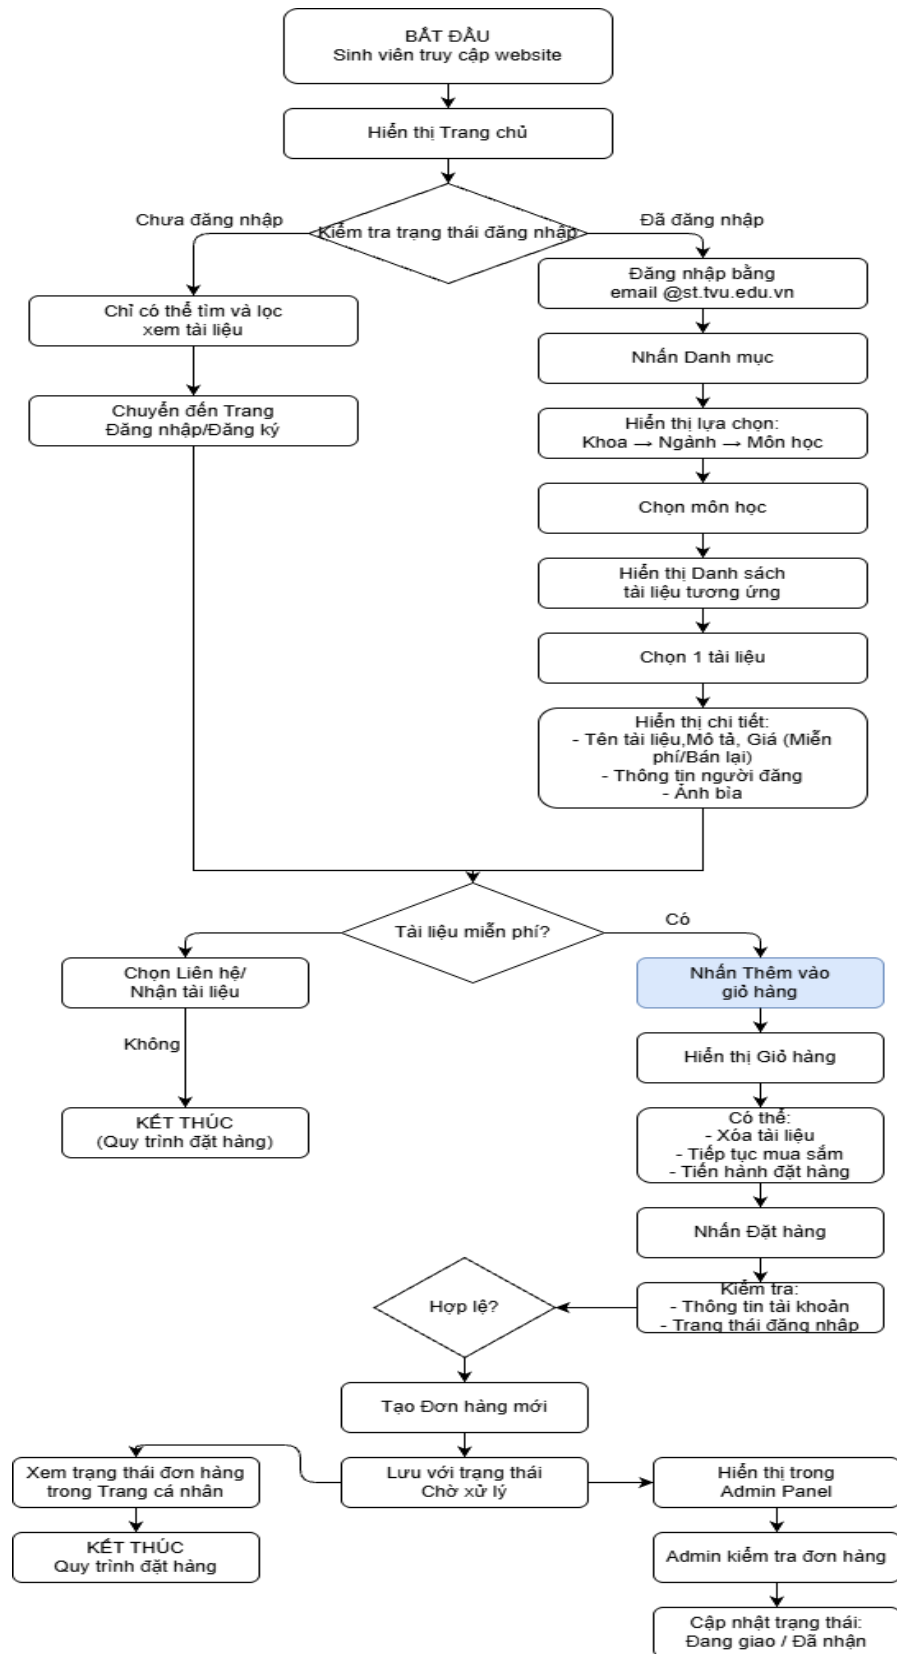 BẮT ĐẦU
Sinh viên truy cập website
Hiển thị Trang chủ
Kiểm tra trạng thái đăng nhập
Chưa đăng nhập
Đã đăng nhập
Chỉ có thể tìm và lọc
xem tài liệu
Chuyển đến Trang
Đăng nhập/Đăng ký
Đăng nhập bằng
email @st.tvu.edu.vn
Nhấn Danh mục
Hiển thị lựa chọn:
Khoa → Ngành → Môn học
Chọn môn học
Hiển thị Danh sách
tài liệu tương ứng
Chọn 1 tài liệu
Hiển thị chi tiết:
- Tên tài liệu,Mô tả, Giá (Miễn
phí/Bán lại)
- Thông tin người đăng
- Ảnh bìa
Tài liệu miễn phí?
Có
Chọn Liên hệ/
Nhận tài liệu
Không
KẾT THÚC
(Quy trình đặt hàng)
Nhấn Thêm vào
giỏ hàng
Hiển thị Giỏ hàng
Có thể:
- Xóa tài liệu
- Tiếp tục mua sắm
- Tiến hành đặt hàng
Nhấn Đặt hàng
Kiểm tra:
- Thông tin tài khoản
- Trạng thái đăng nhập
Hợp lệ?
Tạo Đơn hàng mới
Lưu với trạng thái
Chờ xử lý
Xem trạng thái đơn hàng
trong Trang cá nhân
KẾT THÚC
Quy trình đặt hàng
Hiển thị trong
Admin Panel
Admin kiểm tra đơn hàng
Cập nhật trạng thái:
Đang giao / Đã nhận